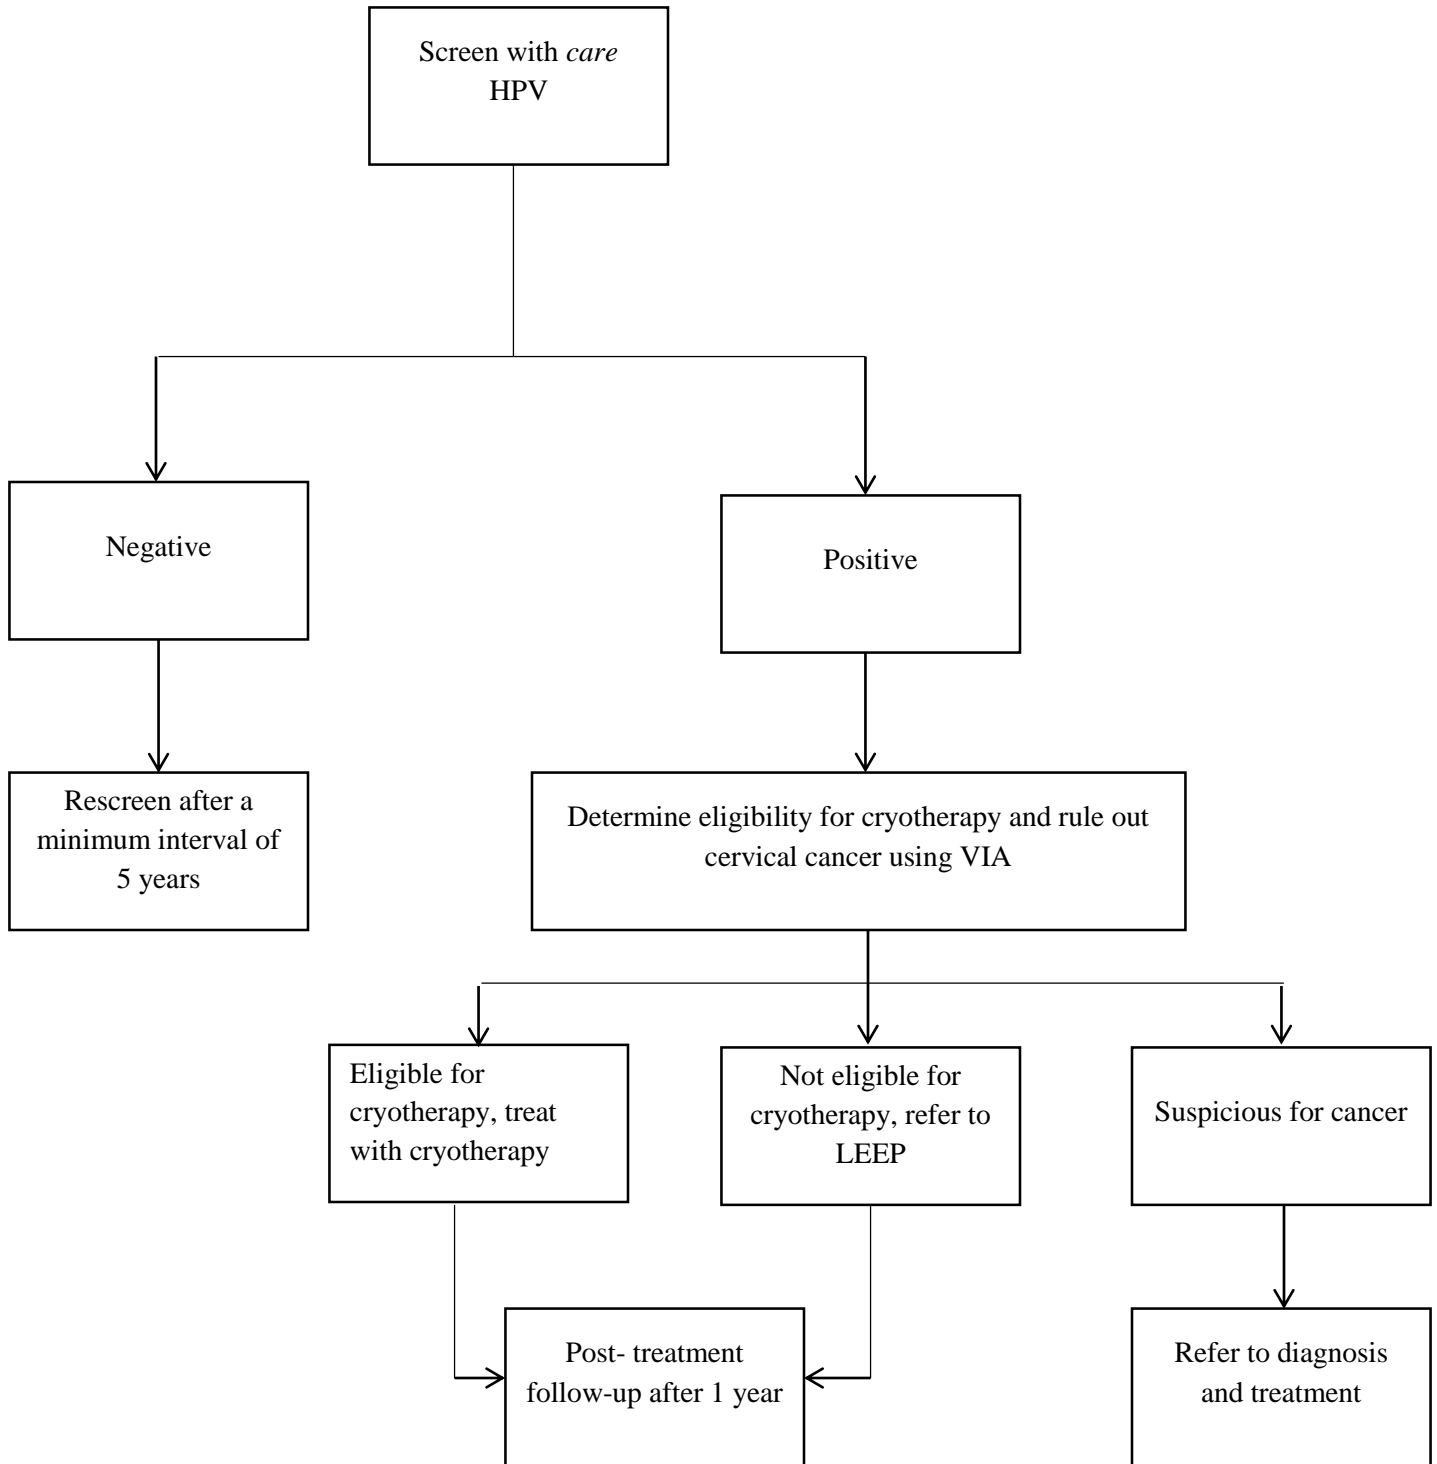 Screen with care
HPV
Negative
Positive
Rescreen after a
minimum interval of
5 years
Determine eligibility for cryotherapy and rule out
cervical cancer using VIA
Eligible for
cryotherapy, treat
with cryotherapy
Not eligible for
cryotherapy, refer to
LEEP
Suspicious for cancer
Post- treatment
follow-up after 1 year
Refer to diagnosis
and treatment